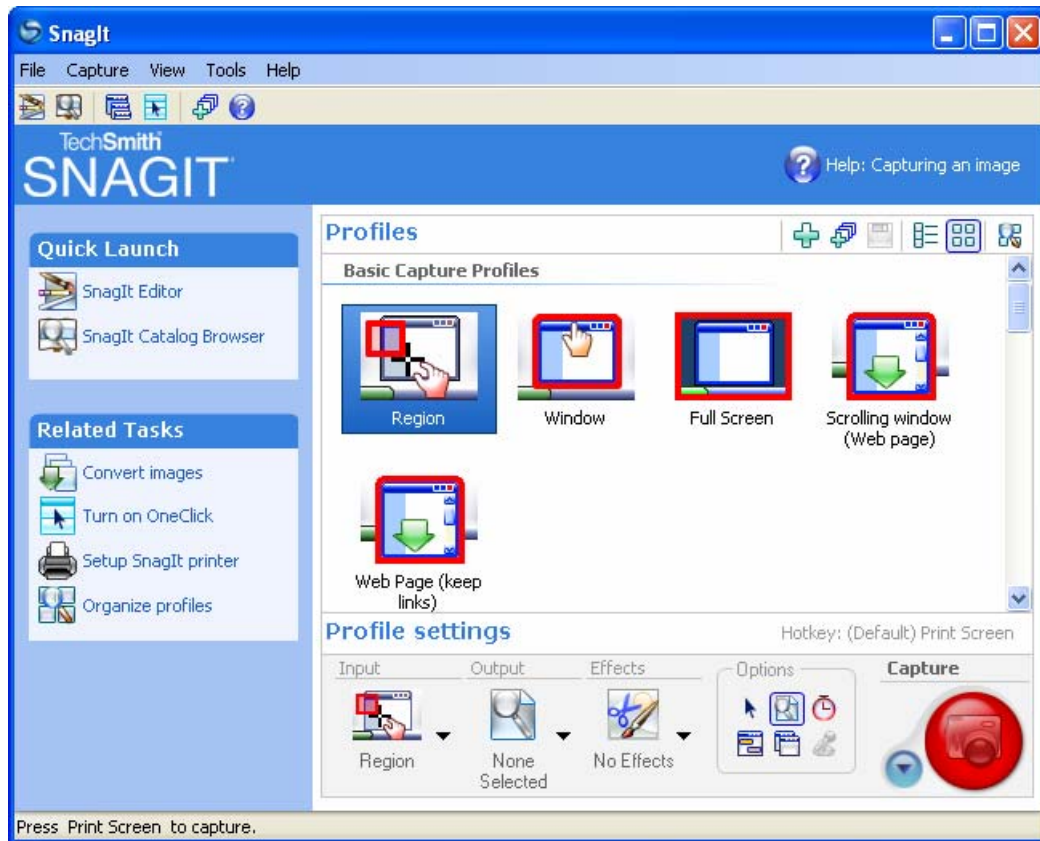 SnagIt
File Capture View Tools Help
TechSmith
SNAGIT
Help: Capturing an image
Quick Launch
SnagIt Editor
SnagIt Catalog Browser
Related Tasks
Convert images
Turn on OneClick
Setup SnagIt printer
Organize profiles
Profiles
Basic Capture Profiles
Region
Window
Full Screen
Scrolling window
(Web page)
Web Page (keep
links)
Profile settings
Hotkey: (Default) Print Screen
Input
Output
Effects
Options
Capture
Region
None
Selected
No Effects
Press Print Screen to capture.